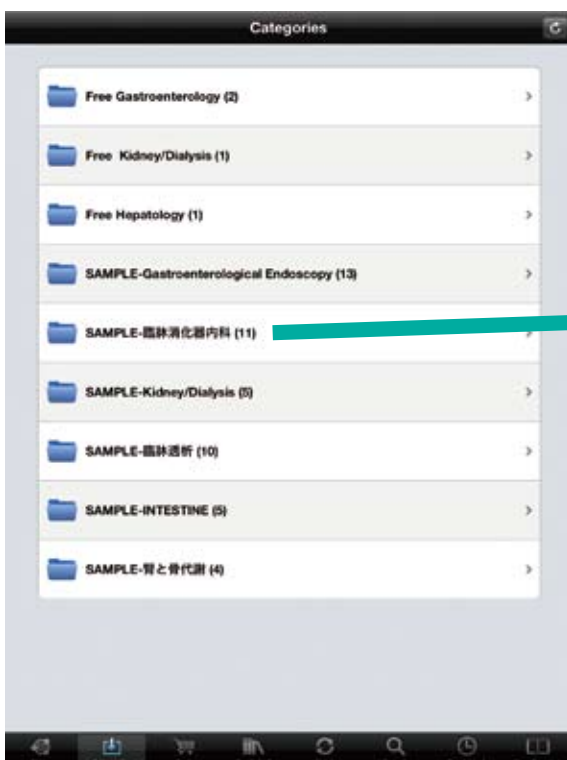 Categories
Free Gastroenterology (2)
Free Kidney/Dialysis (1)
Free Hepatology (1)
SAMPLE-Gastroenterological Endoscopy (13)
SAMPLE-臨牀消化器内科 (11)
SAMPLE-Kidney/Dialysis (5)
SAMPLE-臨牀透析 (10)
SAMPLE-INTESTINE (5)
SAMPLE-腎と骨代謝 (4)